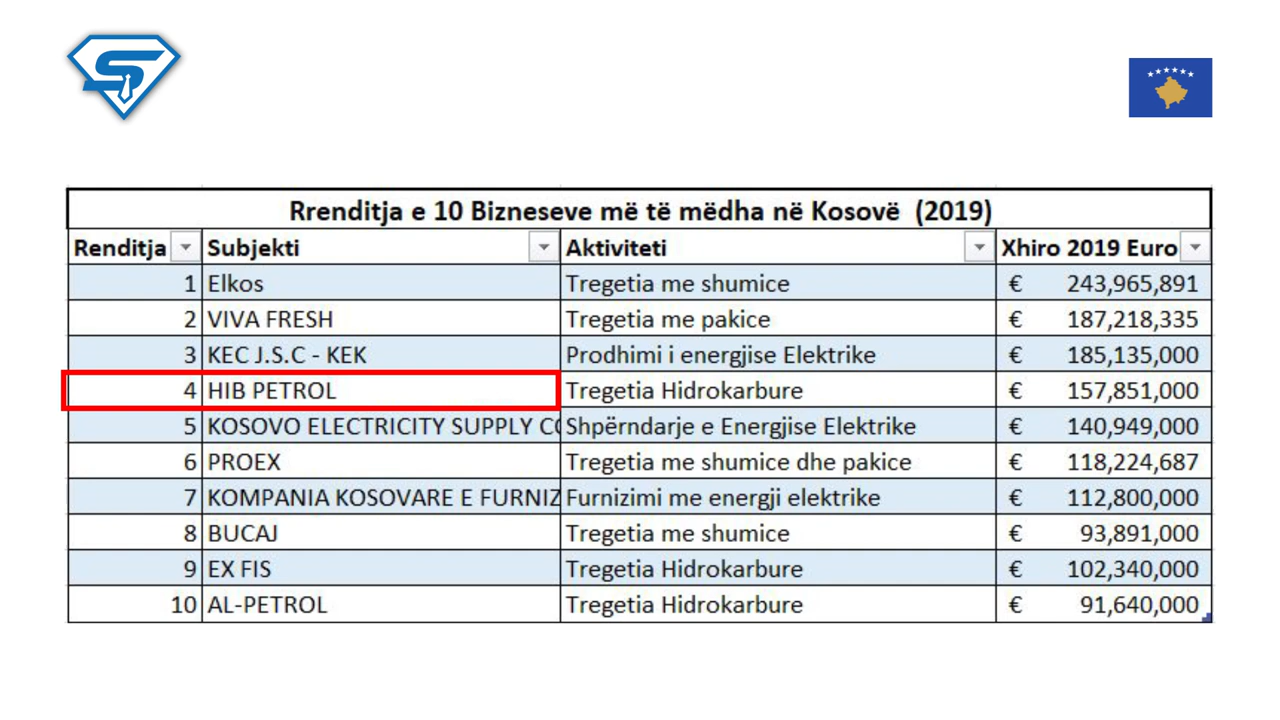 Rrenditja e 10 Bizneseve më të mëdha në Kosovë (2019)
Renditja Subjekti Aktiviteti Xhiro 2019 Euro
1 Elkos Tregetia me shumice € 243,965,891
2 VIVA FRESH Tregetia me pakice € 187,218,335
3 KEC J.S.C - KEK Prodhimi i energjise Elektrike € 185,135,000
4 HIB PETROL Tregetia Hidrokarbure € 157,851,000
5 KOSOVO ELECTRICITY SUPPLY Shpërndarje e Energjise Elektrike € 140,949,000
6 PROEX Tregetia me shumice dhe pakice € 118,224,687
7 KOMPANIA KOSOVARE E FURNIZ Furnizimi me energji elektrike € 112,800,000
8 BUCAJ Tregetia me shumice € 93,891,000
9 EX FIS Tregetia Hidrokarbure € 102,340,000
10 AL-PETROL Tregetia Hidrokarbure € 91,640,000